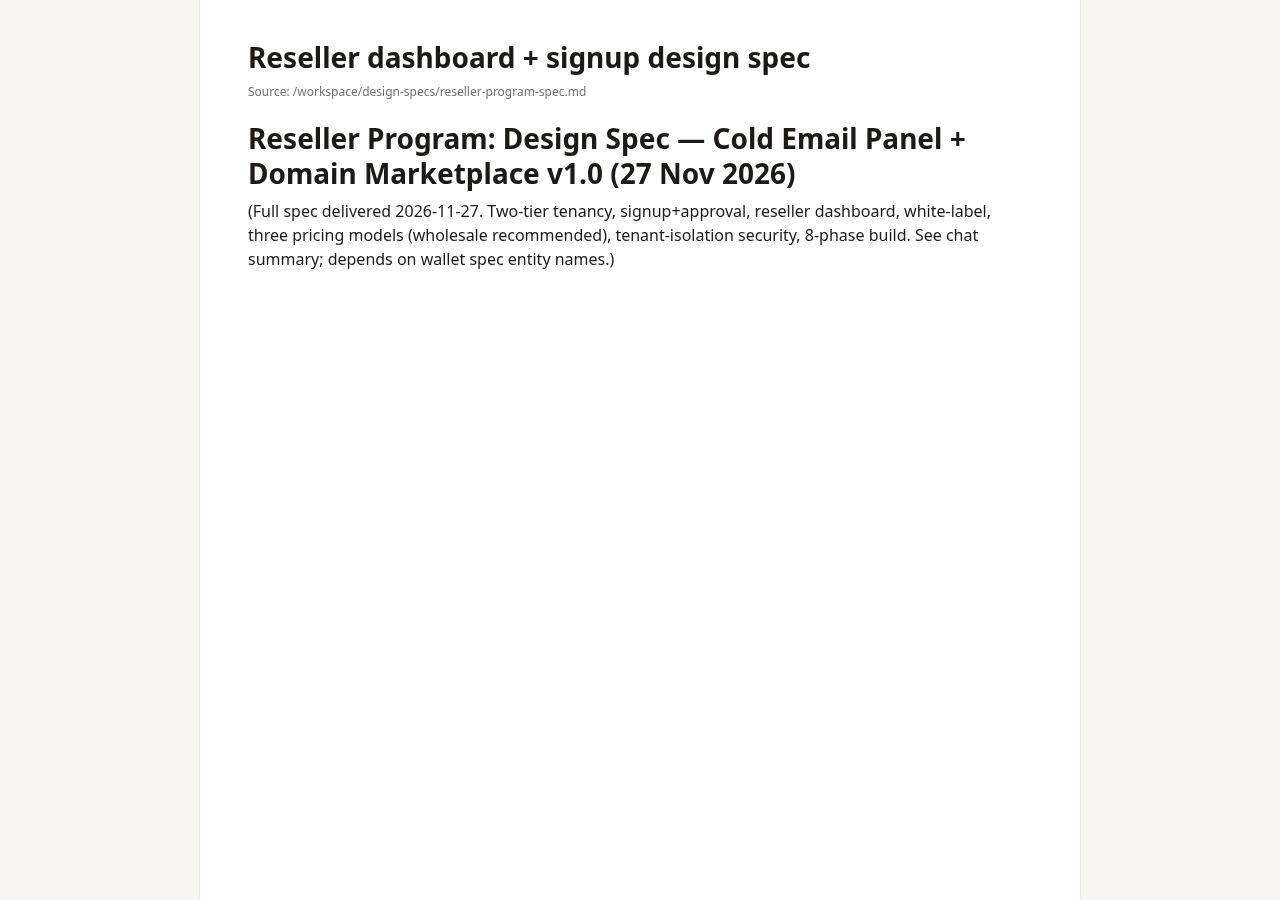 Reseller dashboard + signup design spec
Source: /workspace/design-specs/reseller-program-spec.md
Reseller Program: Design Spec — Cold Email Panel +
Domain Marketplace v1.0 (27 Nov 2026)
(Full spec delivered 2026-11-27. Two-tier tenancy, signup+approval, reseller dashboard, white-label,
three pricing models (wholesale recommended), tenant-isolation security, 8-phase build. See chat
summary; depends on wallet spec entity names.)